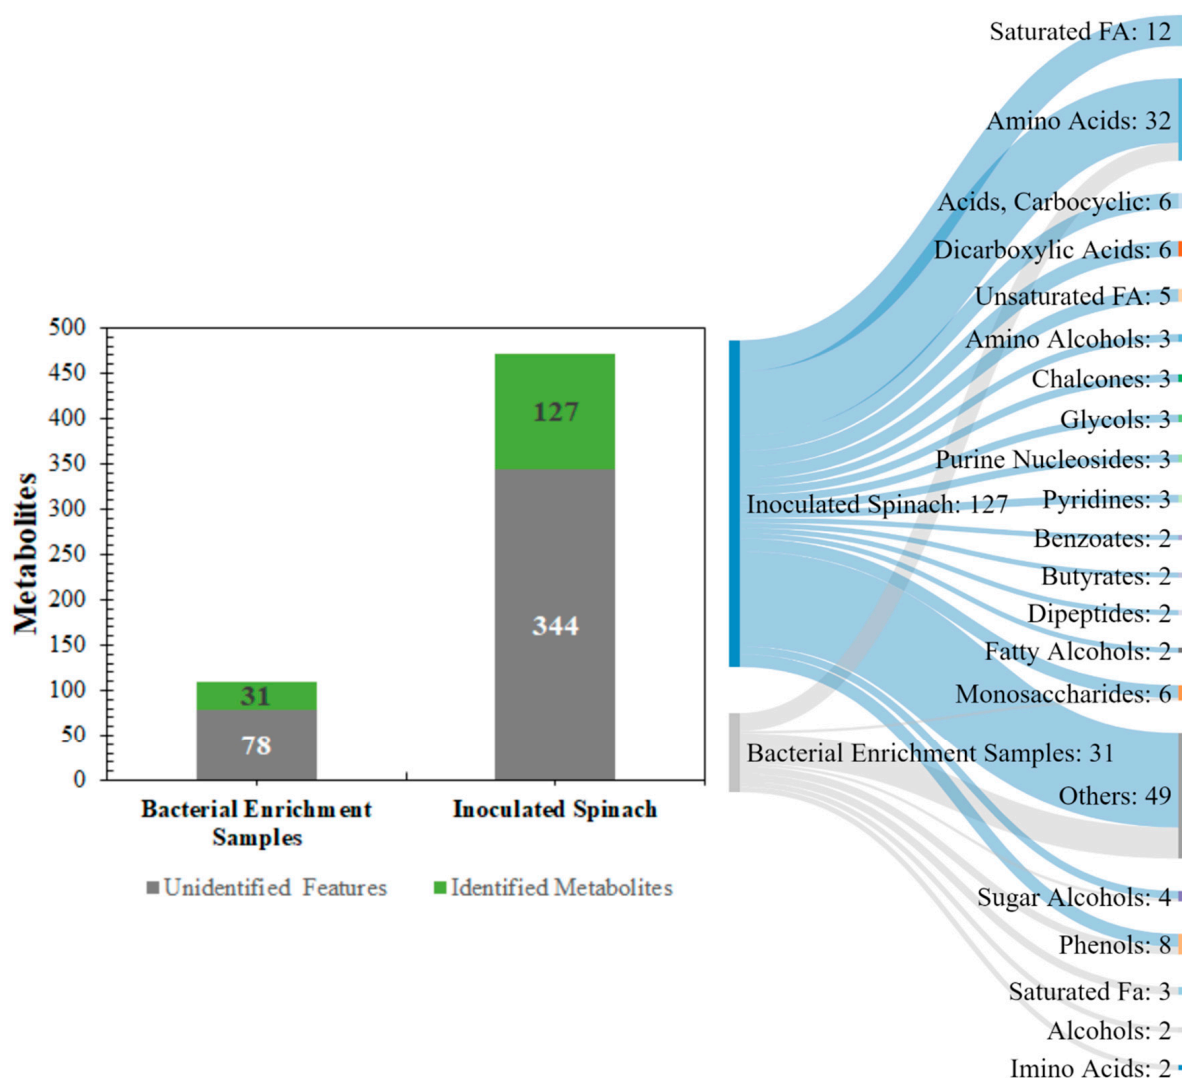 500
450
400
350
300
250
200
150
100
50
0
Metabolites
127
344
31
78
Bacterial Enrichment
Samples
Inoculated Spinach
Unidentified Features
Identified Metabolites
Inoculated Spinach: 127
Bacterial Enrichment Samples: 31
Saturated FA: 12
Amino Acids: 32
Acids, Carbocyclic: 6
Dicarboxylic Acids: 6
Unsaturated FA: 5
Amino Alcohols: 3
Chalcones: 3
Glycols: 3
Purine Nucleosides: 3
Pyridines: 3
Benzoates: 2
Butyrates: 2
Dipeptides: 2
Fatty Alcohols: 2
Monosaccharides: 6
Others: 49
Sugar Alcohols: 4
Phenols: 8
Saturated Fa: 3
Alcohols: 2
Imino Acids: 2